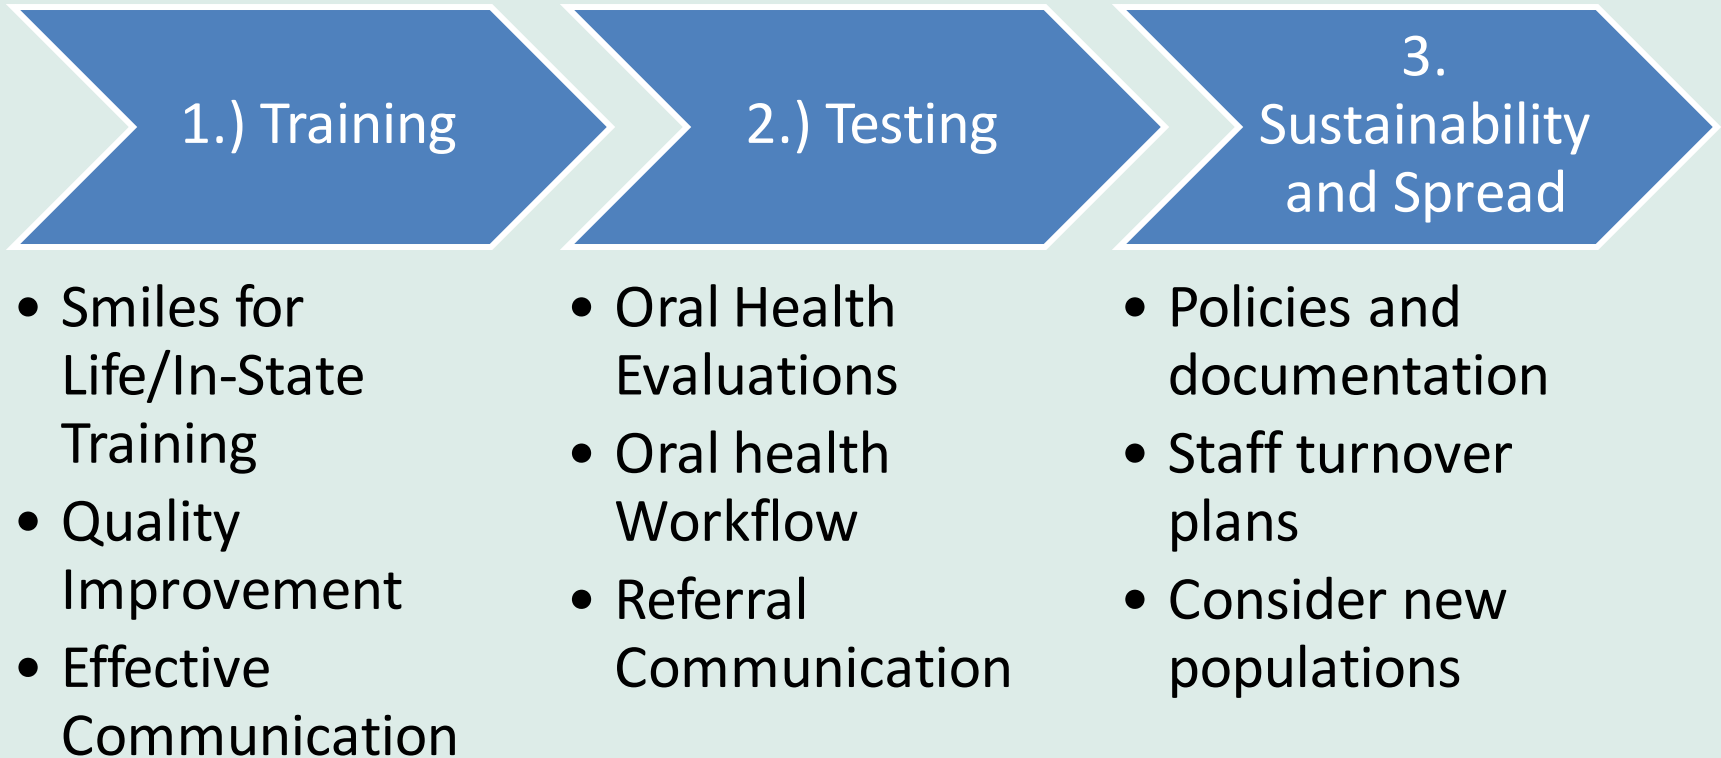 1.) Training
2.) Testing
3.
Sustainability
and Spread
• Smiles for
Life/In-State
Training
• Quality
Improvement
• Effective
Communication
• Oral Health
Evaluations
• Oral health
Workflow
• Referral
Communication
• Policies and
documentation
• Staff turnover
plans
• Consider new
populations